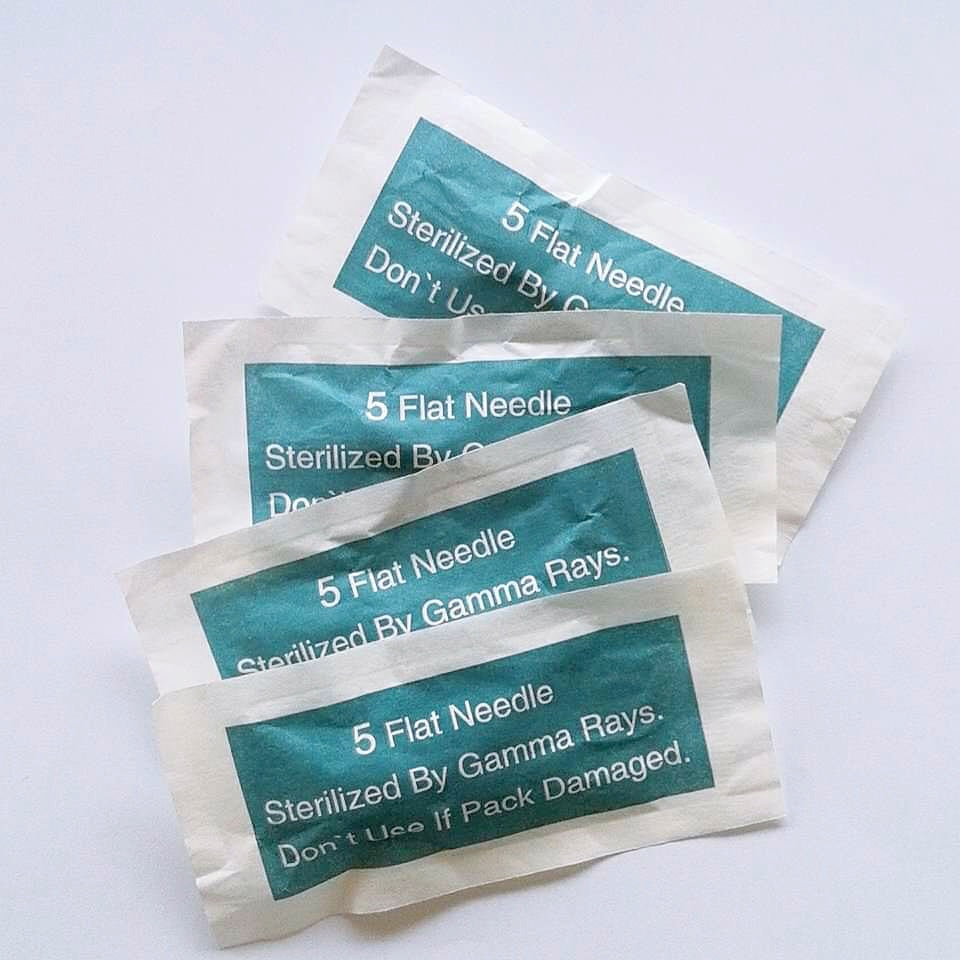 5 Flat Needle
Sterilized By
Don`t
5 Flat Needle
Sterilized By
5 Flat Needle
Sterilized By Gamma Rays.
5 Flat Needle
Sterilized By Gamma Rays.
Don`t Use If Pack Damaged.